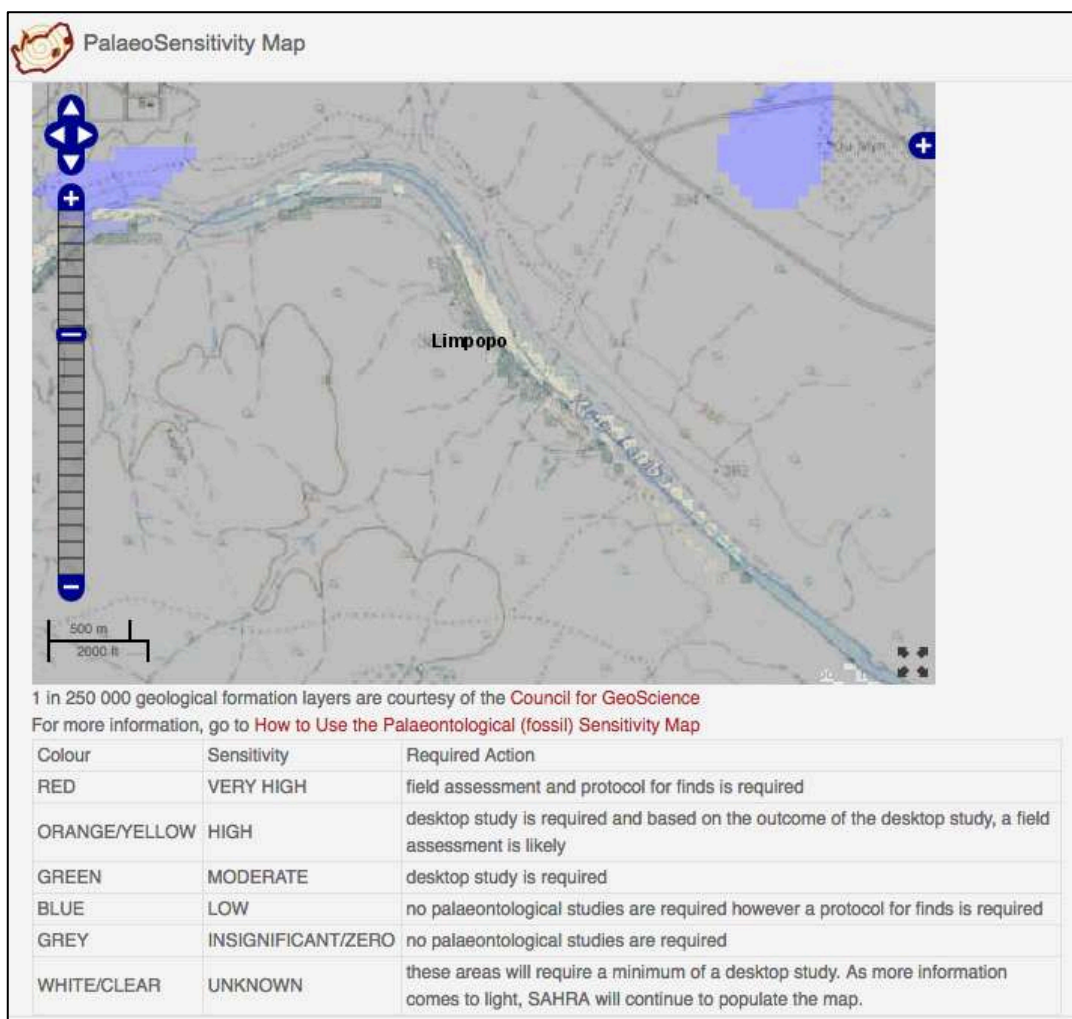 PalaeoSensitivity Map
Limpopo
500 m
2000 ft
1 in 250 000 geological formation layers are courtesy of the Council for GeoScience
For more information, go to How to Use the Palaeontological (fossil) Sensitivity Map
Colour Sensitivity Required Action
RED VERY HIGH field assessment and protocol for finds is required
ORANGE/YELLOW HIGH desktop study is required and based on the outcome of the desktop study, a field
assessment is likely
GREEN MODERATE desktop study is required
BLUE LOW no palaeontological studies are required however a protocol for finds is required
GREY INSIGNIFICANT/ZERO no palaeontological studies are required
WHITE/CLEAR UNKNOWN these areas will require a minimum of a desktop study. As more information
comes to light, SAHRA will continue to populate the map.